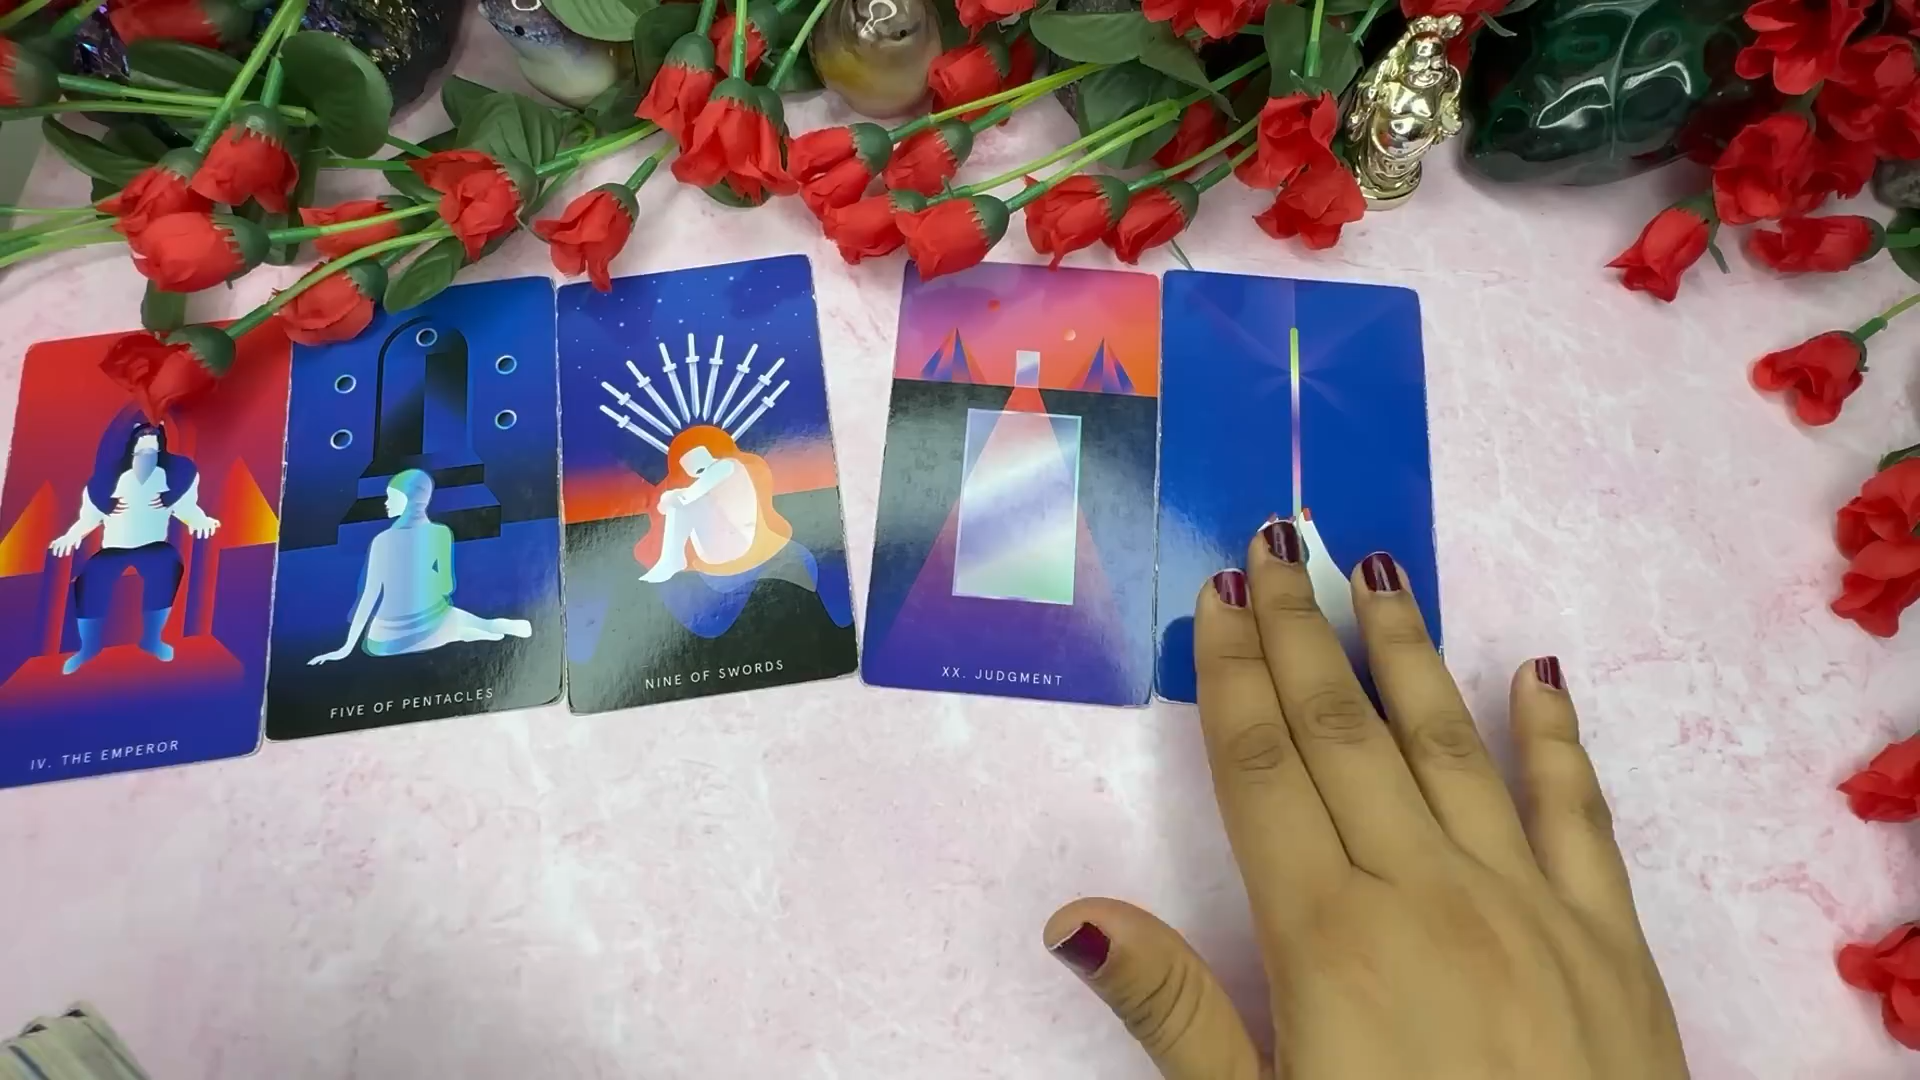 IV. THE EMPEROR
FIVE OF PENTACLES
NINE OF SWORDS
XX. JUDGMENT